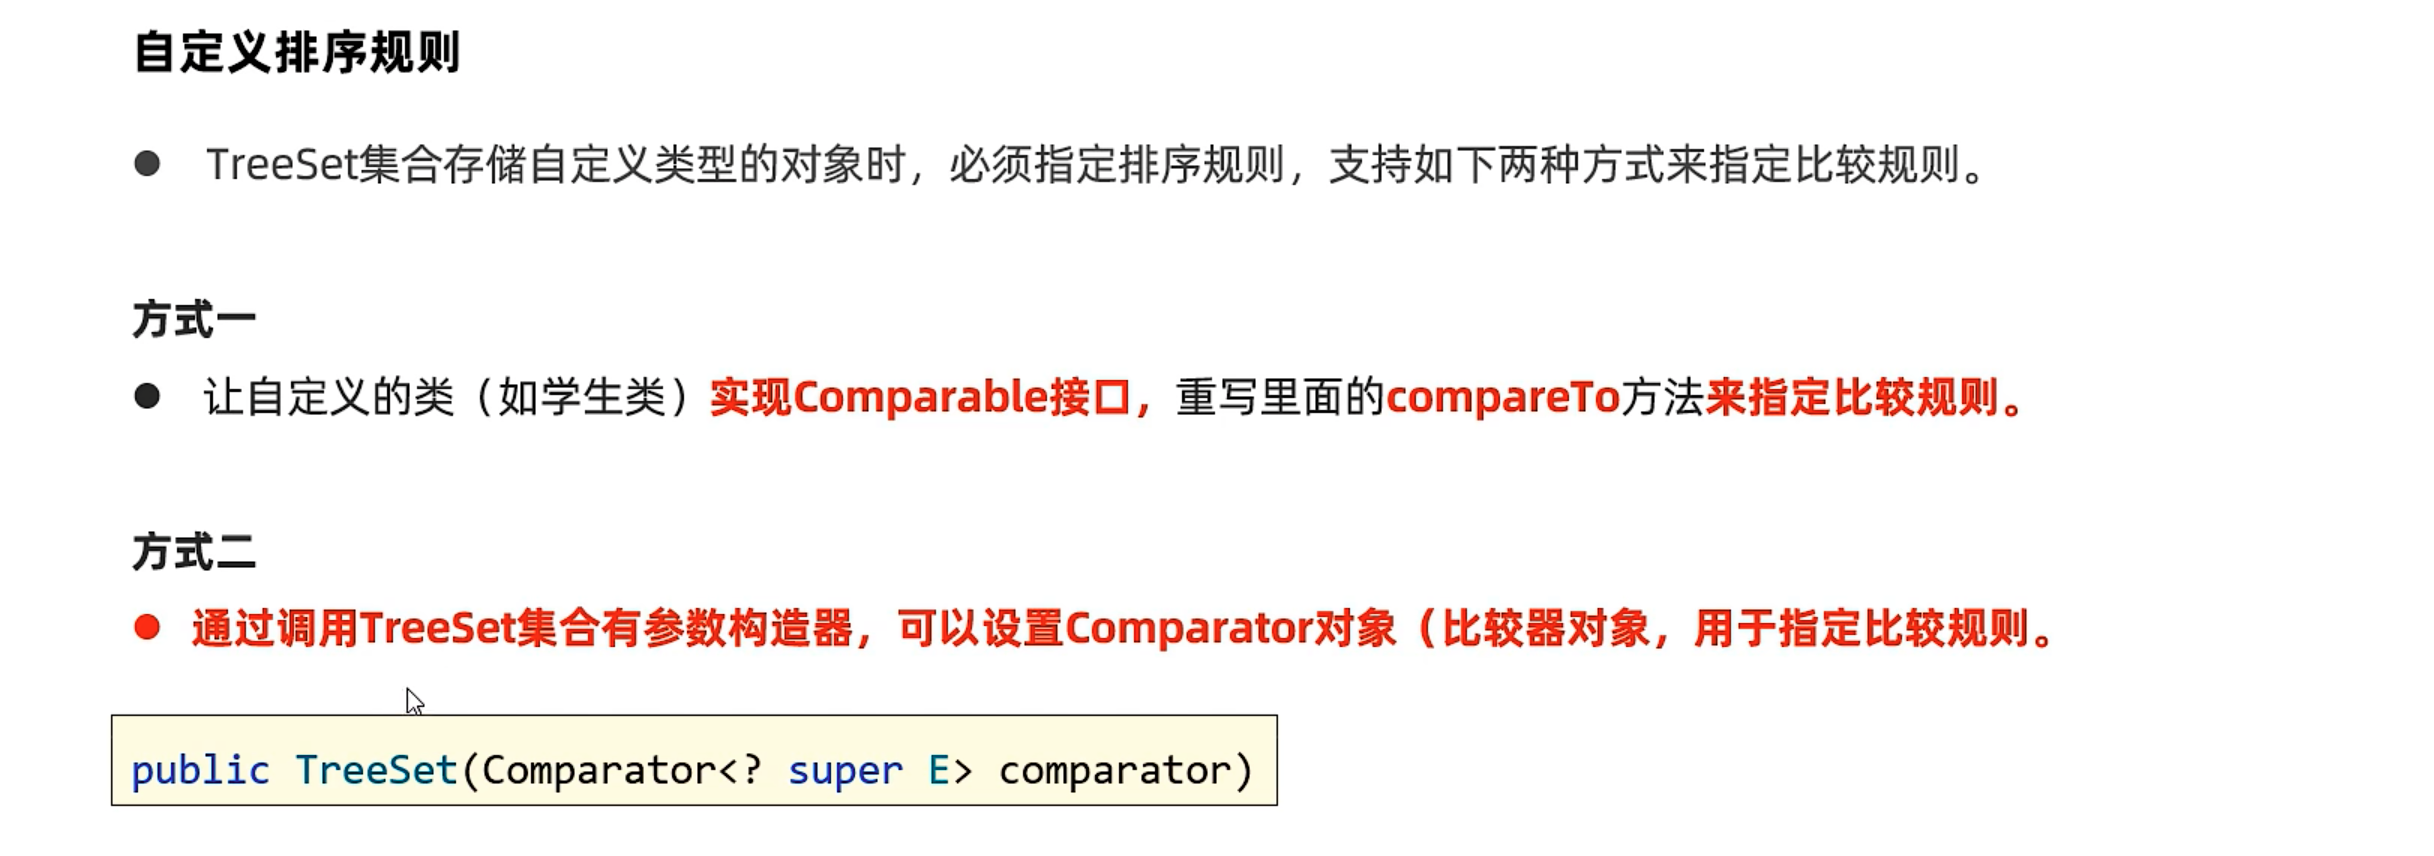 自定义排序规则
TreeSet集合存储自定义类型的对象时，必须指定排序规则，支持如下两种方式来指定比较规则。
方式一
让自定义的类（如学生类）实现Comparable接口，重写里面的compareTo方法来指定比较规则。
方式二
通过调用TreeSet集合有参数构造器，可以设置Comparator对象（比较器对象，用于指定比较规则。
public TreeSet(Comparator<? super E> comparator)